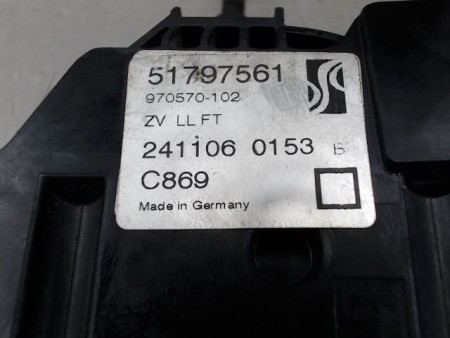 51797561
970570-102
ZV LL FT
241106 0153 B
C869
Made in Germany